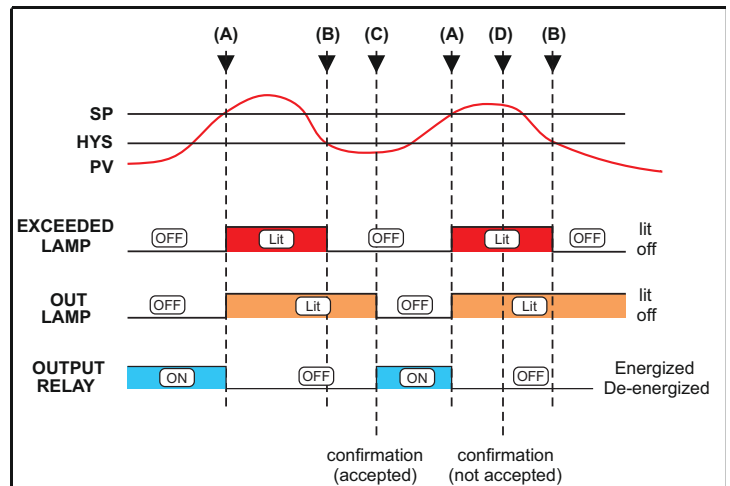 (A) (B) (C) (A) (D) (B)
SP
HYS
PV
EXCEEDED
LAMP
OFF Lit OFF Lit OFF
lit
off
OUT
LAMP
OFF Lit OFF Lit
lit
off
OUTPUT
RELAY
ON OFF ON OFF
Energized
De-energized
confirmation
(accepted)
confirmation
(not accepted)